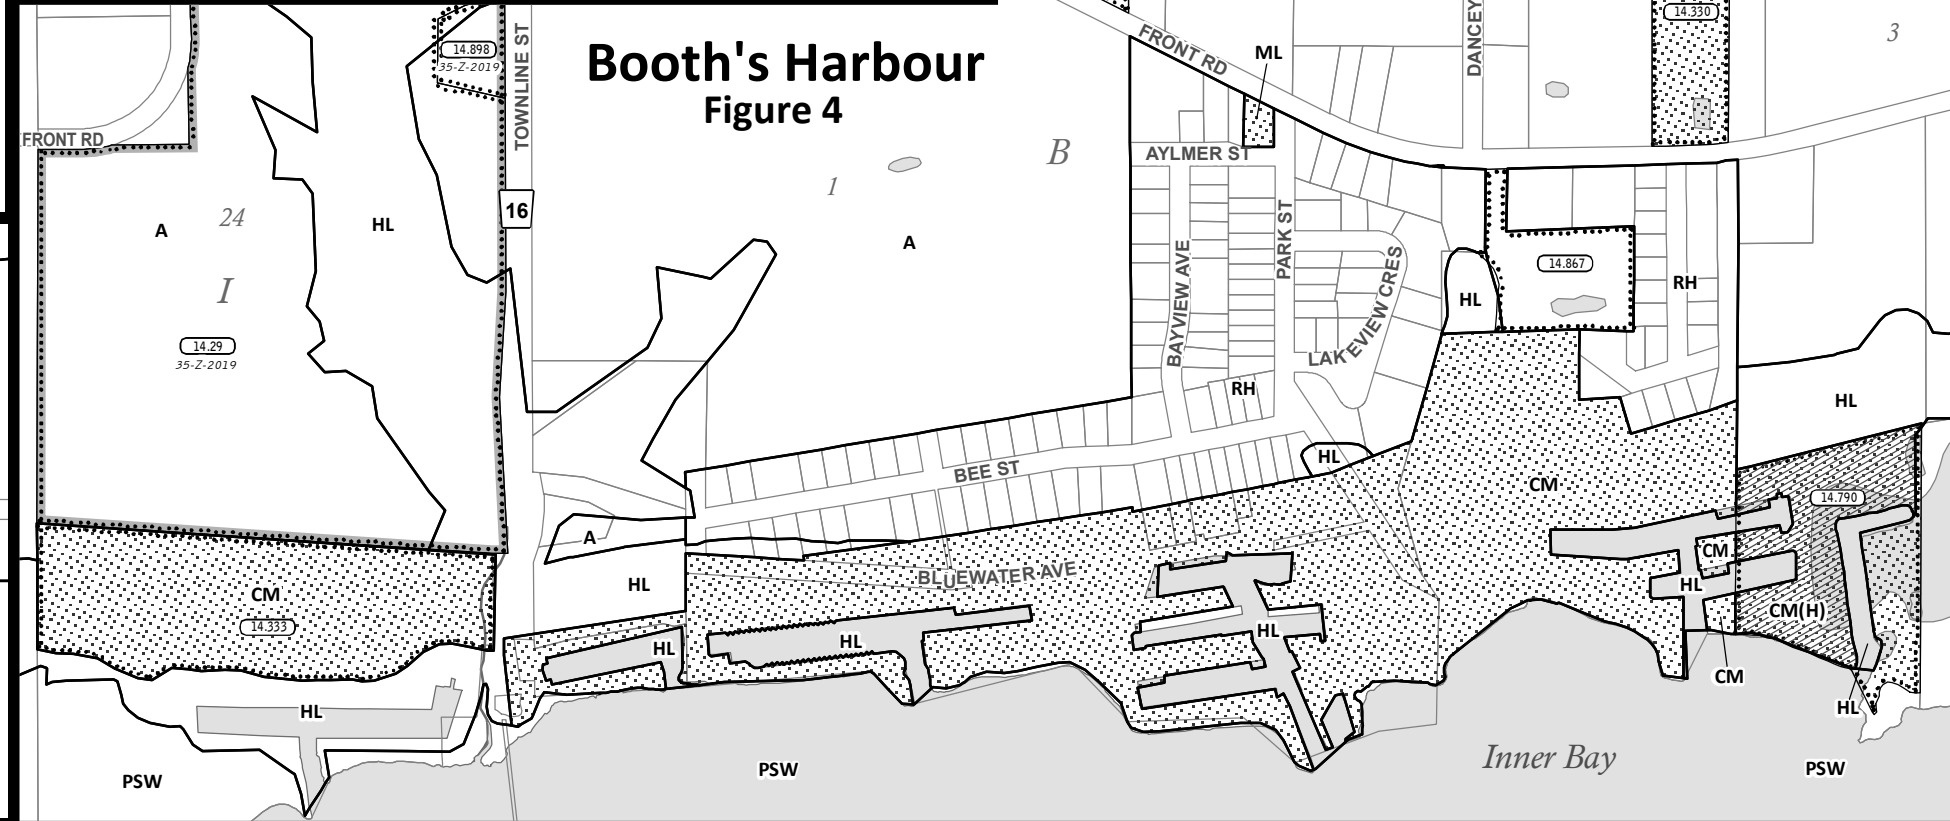 Booth's Harbour
Figure 4
14.898
35-Z-2019
TOWNLINE ST
FRONT RD
ML
DANCEY
14.330
3
FRONT RD
B
AYLMER ST
1
16
A
24
HL
A
I
14.29
35-Z-2019
BAYVIEW AVE
PARK ST
LAKEVIEW CRES
14.867
HL
RH
RH
HL
BEE ST
HL
CM
14.790
A
HL
BLUEWATER AVE
CM
HL
CM
14.333
CM(H)
HL
HL
HL
CM
HL
HL
PSW
PSW
Inner Bay
PSW